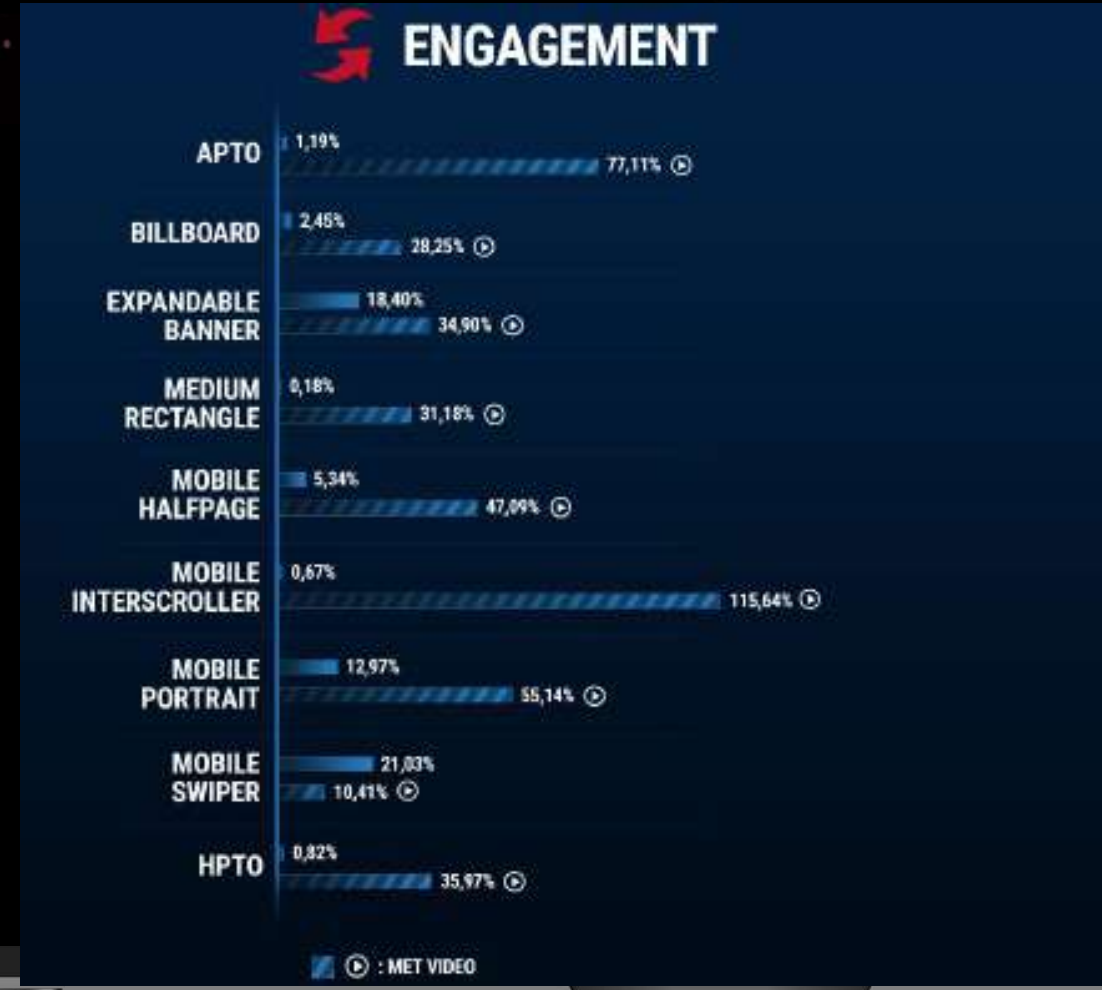 ENGAGEMENT
APTO
1,19%
77,11%
BILLBOARD
2,45%
28,25%
EXPANDABLE
BANNER
18,40%
34,90%
MEDIUM
RECTANGLE
0,18%
31,18%
MOBILE
HALFPAGE
5,34%
47,09%
MOBILE
INTERSCROLLER
0,67%
115,64%
MOBILE
PORTRAIT
12,97%
55,14%
MOBILE
SWIPER
21,03%
10,41%
HPTO
0,82%
35,97%
: MET VIDEO